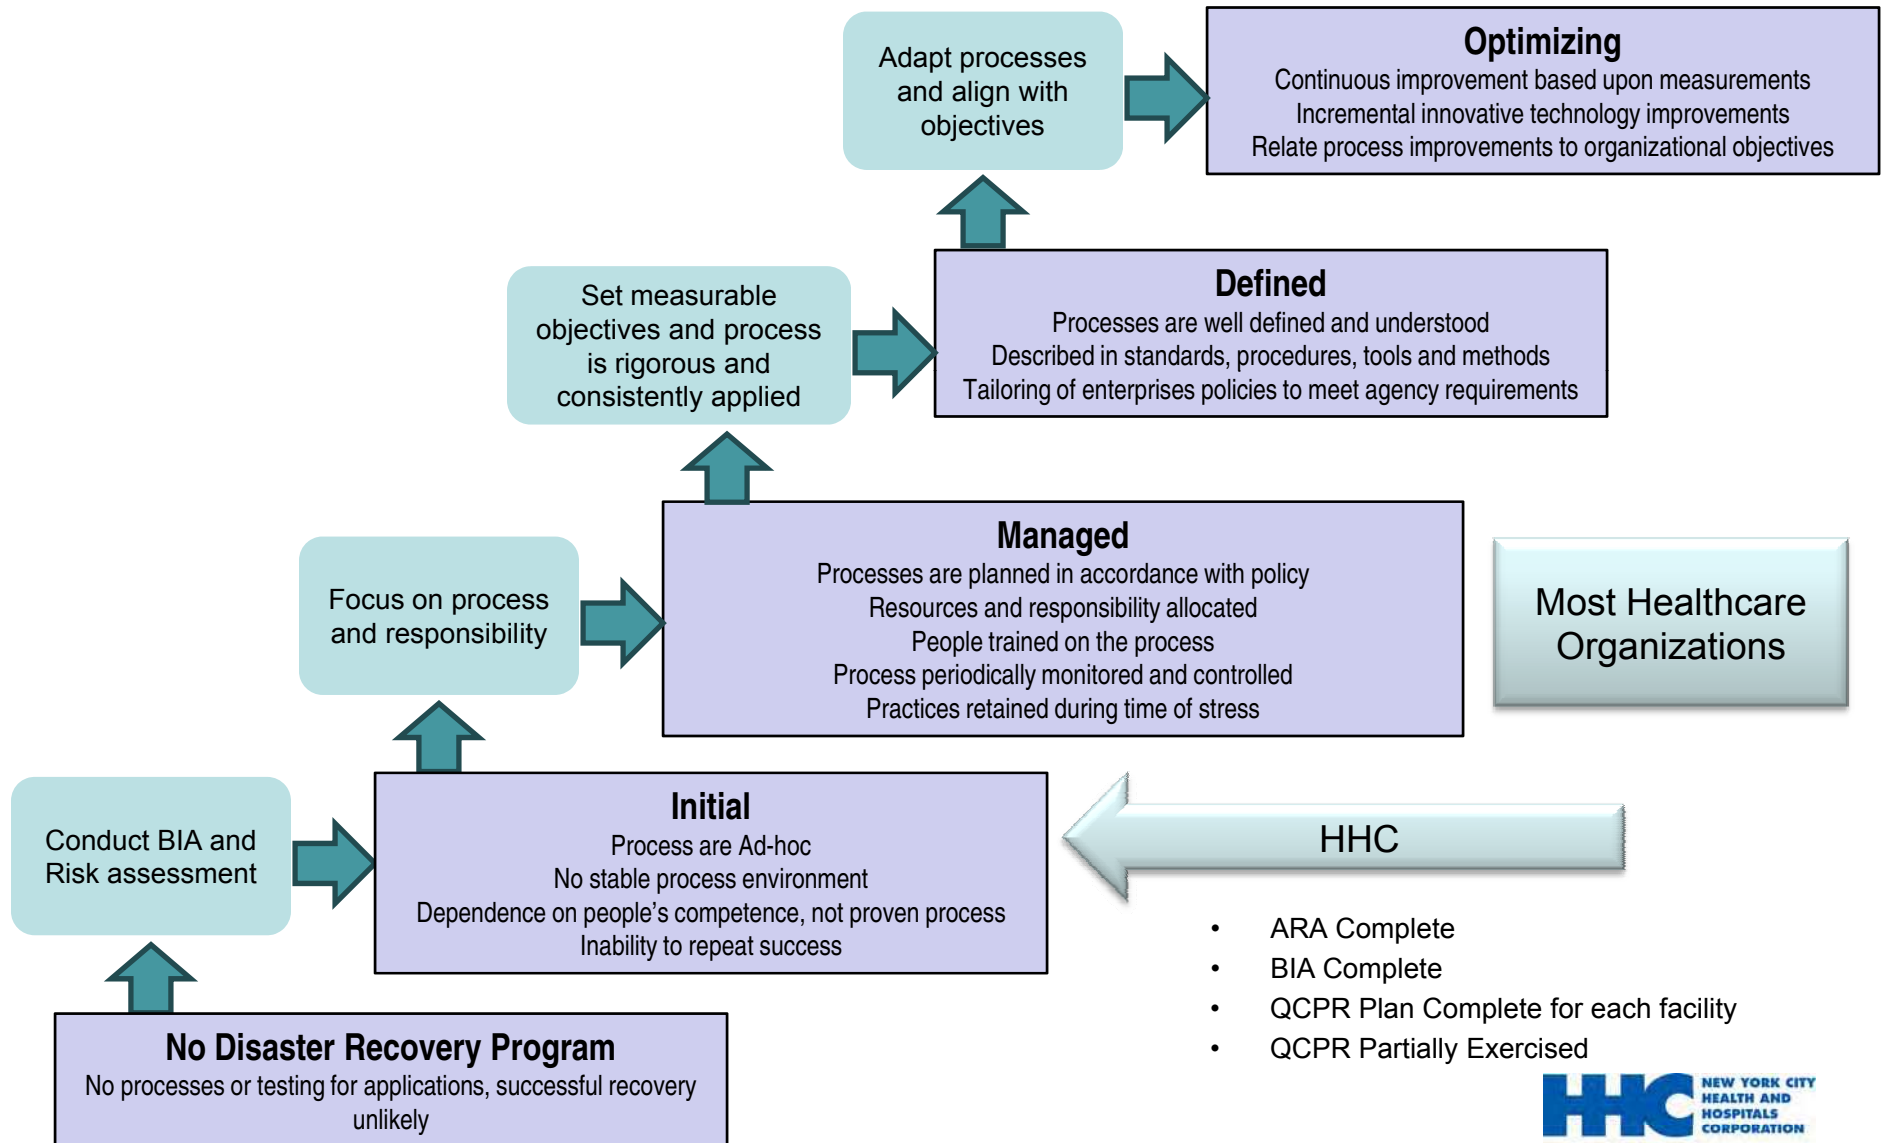 Adapt processes
and align with
objectives
Optimizing
Continuous improvement based upon measurements
Incremental innovative technology improvements
Relate process improvements to organizational objectives
Set measurable
objectives and process
is rigorous and
consistently applied
Defined
Processes are well defined and understood
Described in standards, procedures, tools and methods
Tailoring of enterprises policies to meet agency requirements
Focus on process
and responsibility
Managed
Processes are planned in accordance with policy
Resources and responsibility allocated
People trained on the process
Process periodically monitored and controlled
Practices retained during time of stress
Most Healthcare
Organizations
Conduct BIA and
Risk assessment
Initial
Process are Ad-hoc
No stable process environment
Dependence on people’s competence, not proven process
Inability to repeat success
HHC
• ARA Complete
• BIA Complete
• QCPR Plan Complete for each facility
• QCPR Partially Exercised
No Disaster Recovery Program
No processes or testing for applications, successful recovery
unlikely
HHC
NEW YORK CITY
HEALTH AND
HOSPITALS
CORPORATION